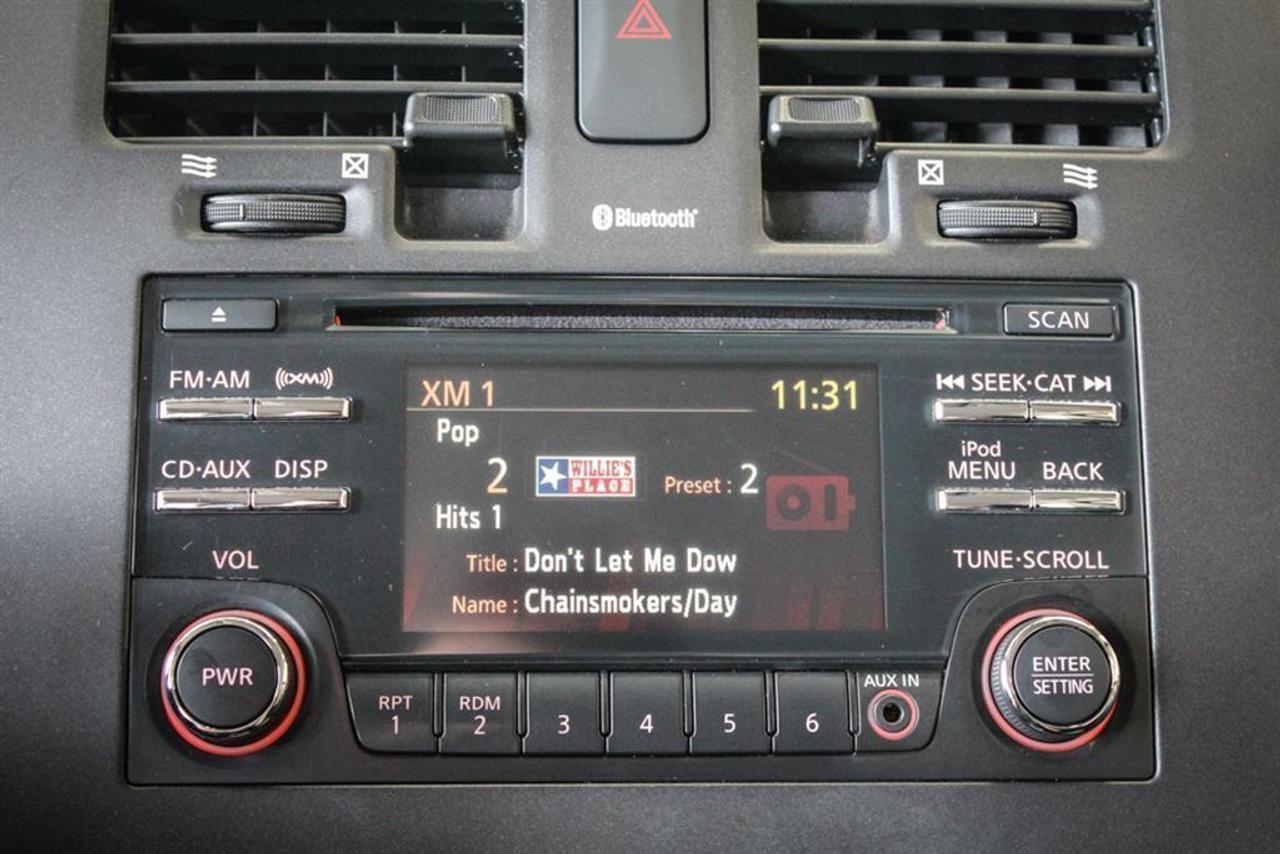 Bluetooth
SCAN
FM·AM XM
SEEK·CAT
CD·AUX DISP
iPod
MENU BACK
VOL
TUNE·SCROLL
XM 1 11:31
Pop
2 WILLIE'S PLACE Preset : 2
Hits 1
Title : Don't Let Me Dow
Name : Chainsmokers/Day
PWR
ENTER
SETTING
RPT 1
RDM 2
3
4
5
6
AUX IN